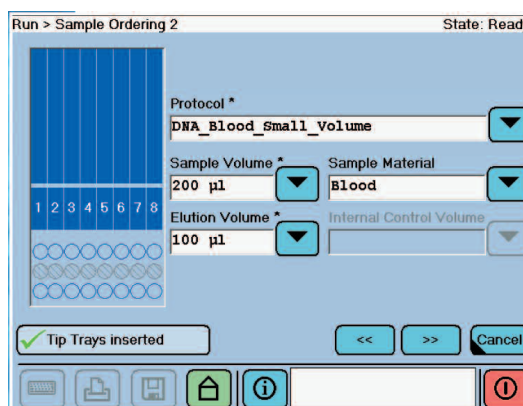 Run > Sample Ordering 2
State: Read
Protocol *
DNA_Blood_Small_Volume
Sample Volume *
Sample Material
200 µl
Blood
Elution Volume *
Internal Control Volume
100 µl
1 2 3 4 5 6 7 8
Tip Trays inserted
<<
>>
Cancel